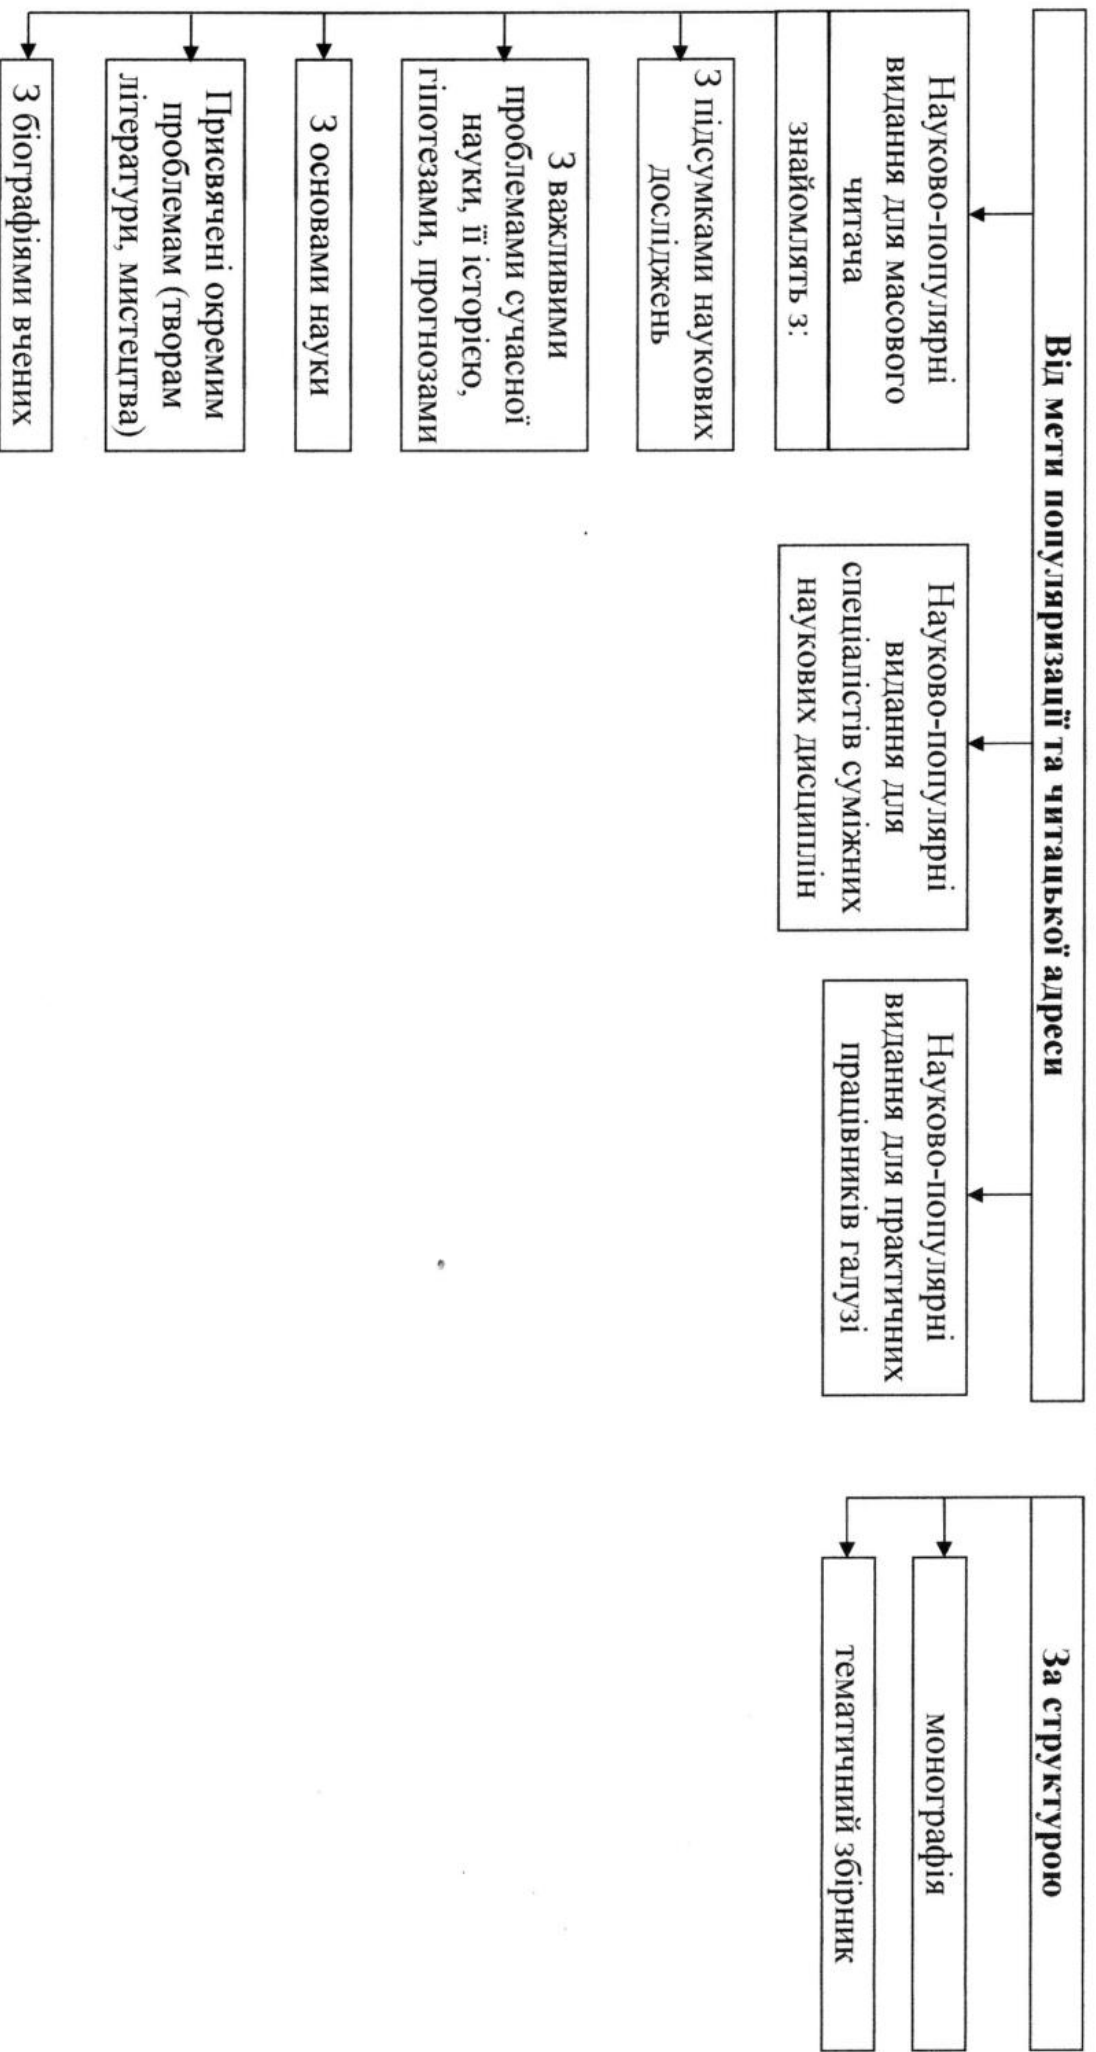 Від мети популяризації та читацької адреси
Науково-популярні
видання для масового
читача
знайомлять з:
З підсумками наукових
досліджень
З важливими
проблемами сучасної
науки, її історією,
гіпотезами, прогнозами
З основами науки
Присвячені окремим
проблемам (творам
літератури, мистецтва)
З біографіями вчених
Науково-популярні
видання для
спеціалістів суміжних
наукових дисциплін
Науково-популярні
видання для практичних
працівників галузі
За структурою
монографія
тематичний збірник